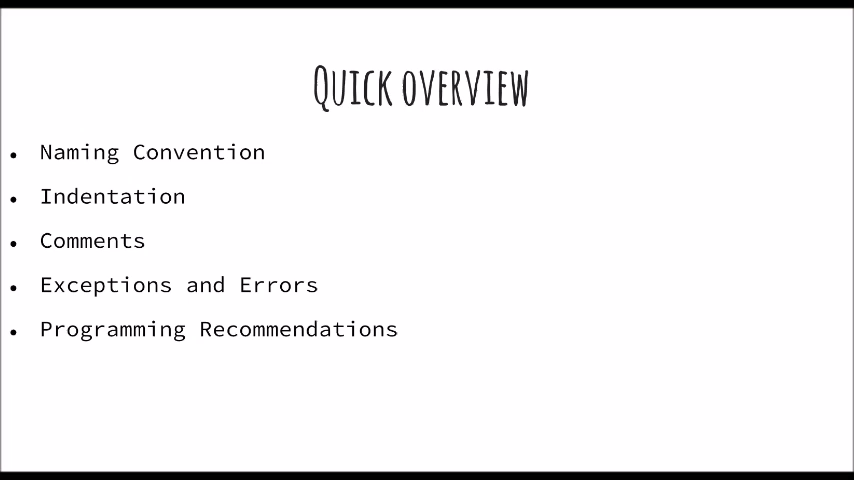 Quick overview
• Naming Convention
• Indentation
• Comments
• Exceptions and Errors
• Programming Recommendations